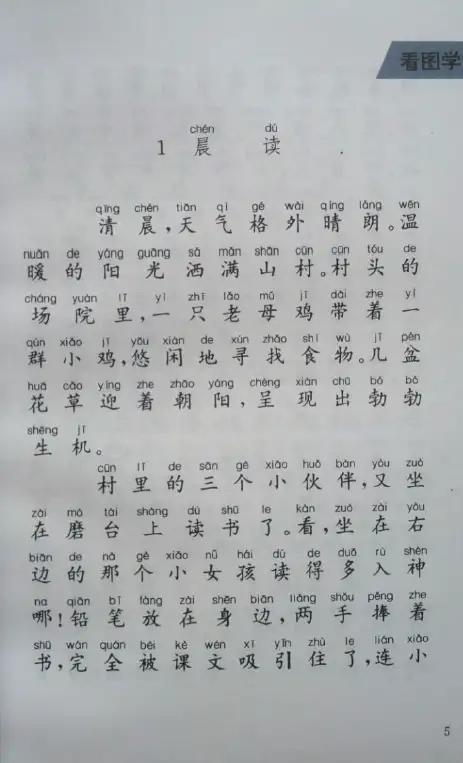 看图学
chén dú
1 晨 读
qīng chén tiān qì gé wài qíng lǎng wēn
清晨，天气格外晴朗。温
nuǎn de yáng guāng sǎ mǎn shān cūn cūn tóu de
暖的阳光洒满山村。村头的
cháng yuàn lǐ yì zhī lǎo mǔ jī dài zhe yì
场院里，一只老母鸡带着一
qún xiǎo jī yōu xián de xún zhǎo shí wù jǐ pén
群小鸡，悠闲地寻找食物。几盆
huā cǎo yíng zhe zhāo yáng chéng xiàn chū bó bó
花草迎着朝阳，呈现出勃勃
shēng jī
生机。
cūn lǐ de sān gè xiǎo huǒ bàn yòu zuò
村里的三个小伙伴，又坐
zài mò tái shàng dú shū le kàn zuò zài yòu
在磨台上读书了。看，坐在右
biān de nà gè xiǎo nǚ hái dú de duō rù shén
边的那个小女孩读得多入神
na qiān bǐ fàng zài shēn biān liǎng shǒu pěng zhe
哪！铅笔放在身边，两手捧着
shū wán quán bèi kè wén xī yǐn zhù le lián xiǎo
书，完全被课文吸引住了，连小
5